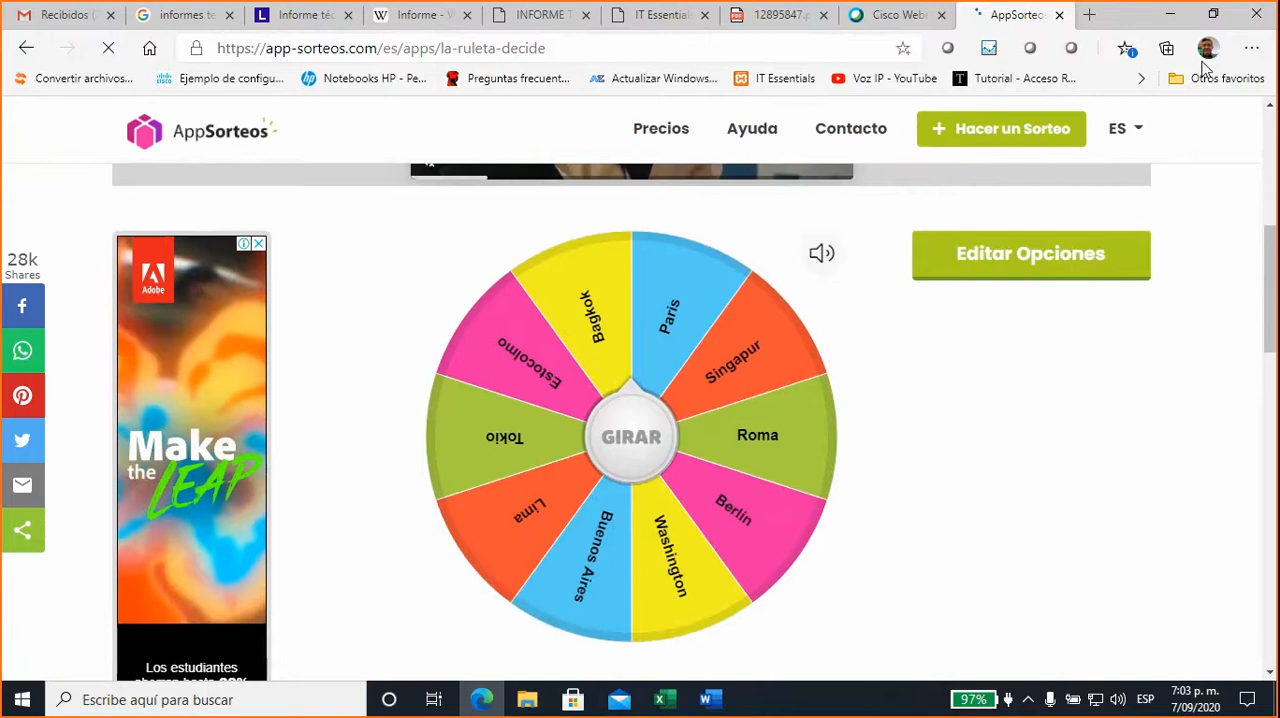 Recibidos (2
informes te
Informe téc
Informe - W
INFORME T
IT Essentials
12895847.p
Cisco Webe
AppSorteos
https://app-sorteos.com/es/apps/la-ruleta-decide
Convertir archivos...
Ejemplo de configu...
Notebooks HP - Pe...
Preguntas frecuent...
Actualizar Windows...
IT Essentials
Voz IP - YouTube
Tutorial - Acceso R...
Otros favoritos
AppSorteos
Precios
Ayuda
Contacto
+ Hacer un Sorteo
ES
28k
Shares
Adobe
Make
the LEAP
Los estudiantes
Editar Opciones
Bagkok
Paris
Singapur
Roma
Berlin
Washington
Buenos Aires
Lima
Tokio
Estocolmo
GIRAR
Escribe aquí para buscar
97%
ESP
7:03 p. m.
7/09/2020